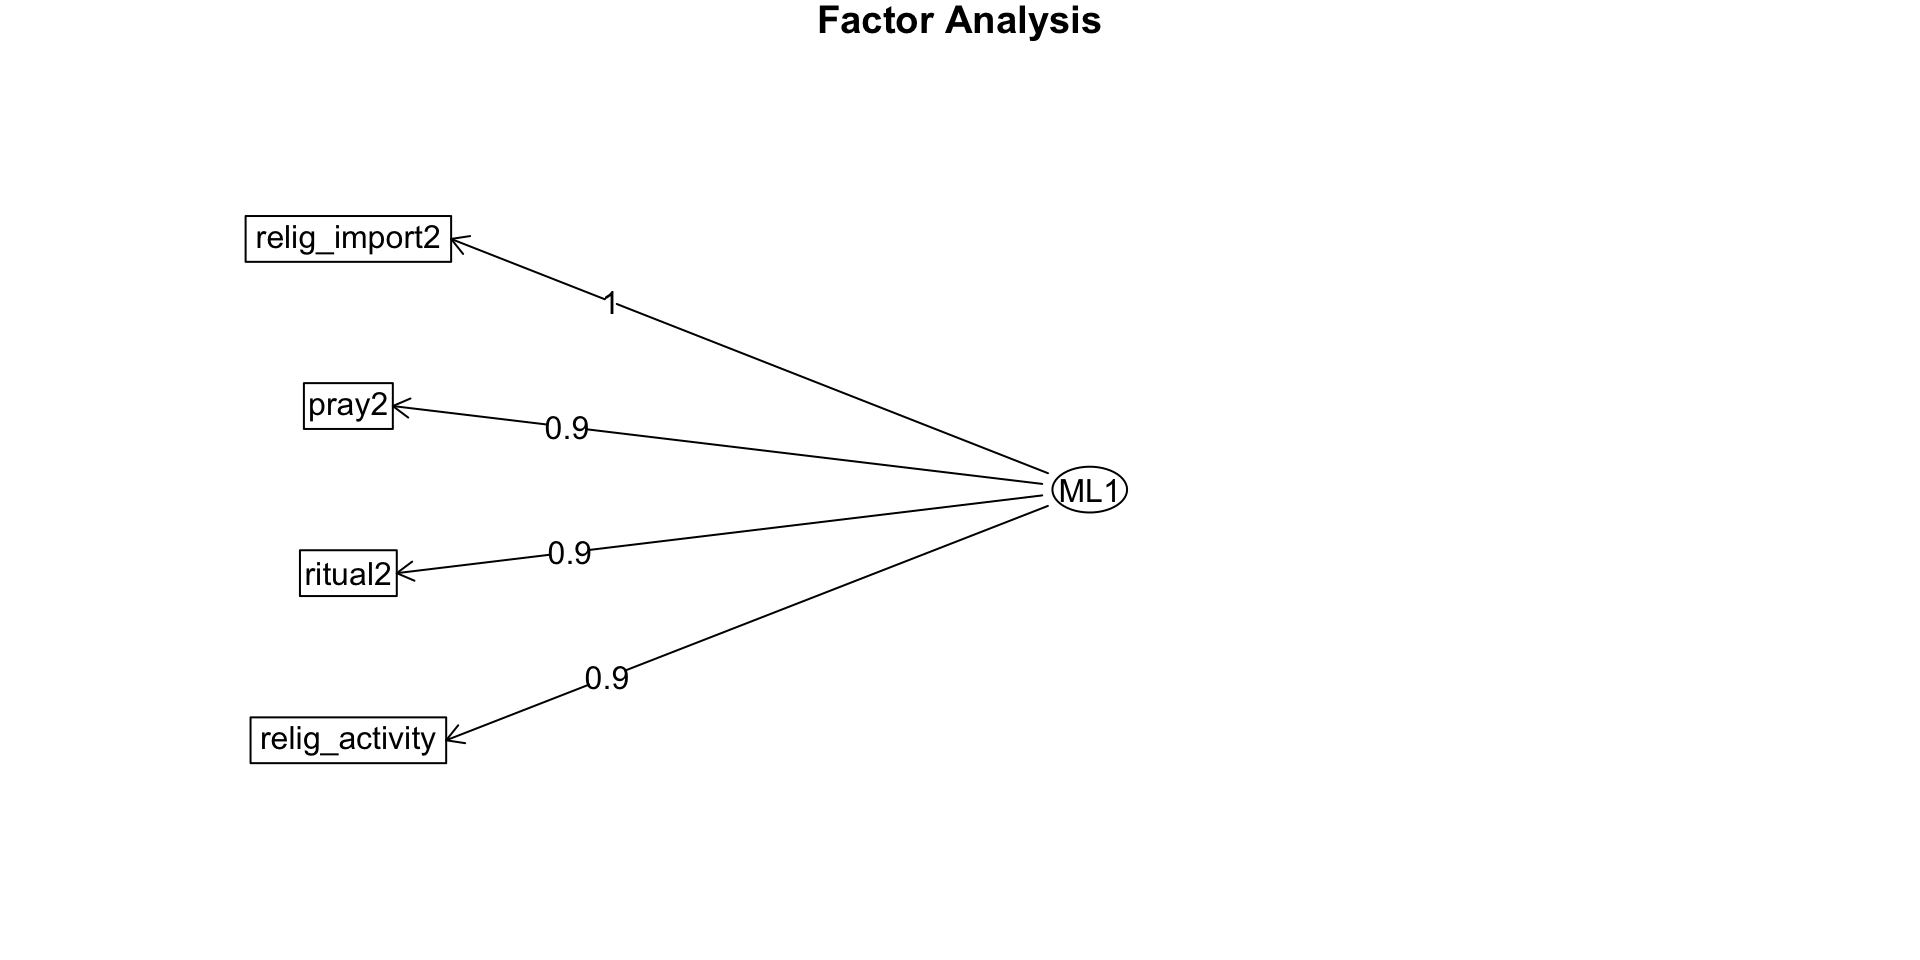 Factor Analysis
relig_import2
1
pray2
0.9
ML1
0.9
ritual2
0.9
relig_activity